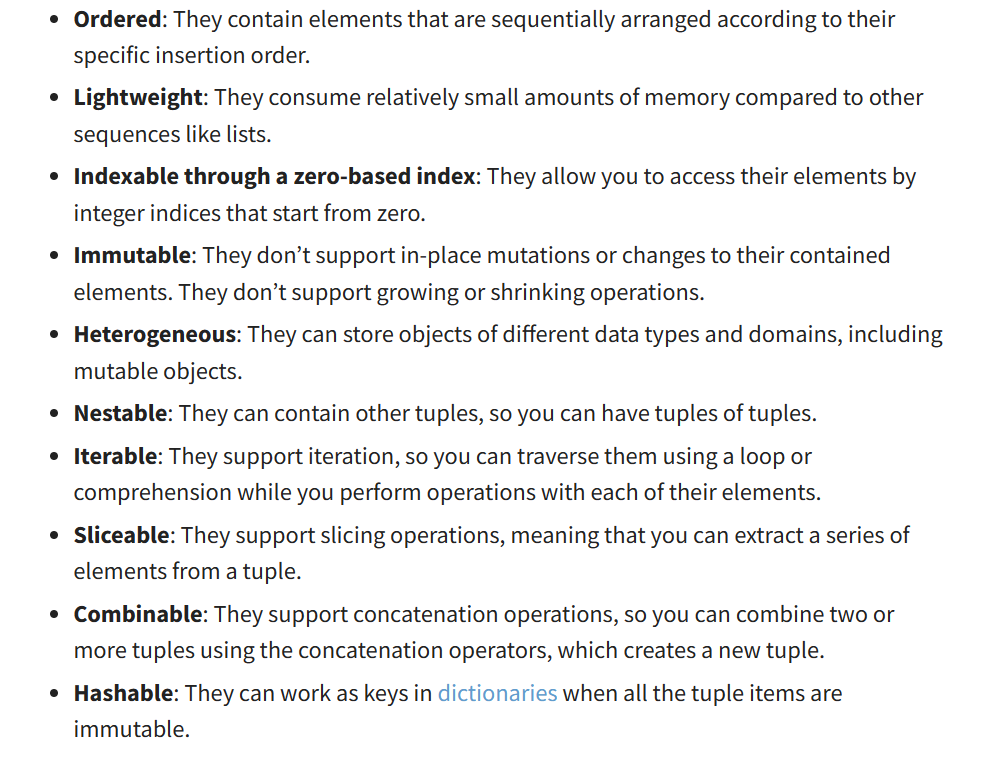 • Ordered: They contain elements that are sequentially arranged according to their
specific insertion order.
• Lightweight: They consume relatively small amounts of memory compared to other
sequences like lists.
• Indexable through a zero-based index: They allow you to access their elements by
integer indices that start from zero.
• Immutable: They don’t support in-place mutations or changes to their contained
elements. They don’t support growing or shrinking operations.
• Heterogeneous: They can store objects of different data types and domains, including
mutable objects.
• Nestable: They can contain other tuples, so you can have tuples of tuples.
• Iterable: They support iteration, so you can traverse them using a loop or
comprehension while you perform operations with each of their elements.
• Sliceable: They support slicing operations, meaning that you can extract a series of
elements from a tuple.
• Combinable: They support concatenation operations, so you can combine two or
more tuples using the concatenation operators, which creates a new tuple.
• Hashable: They can work as keys in dictionaries when all the tuple items are
immutable.